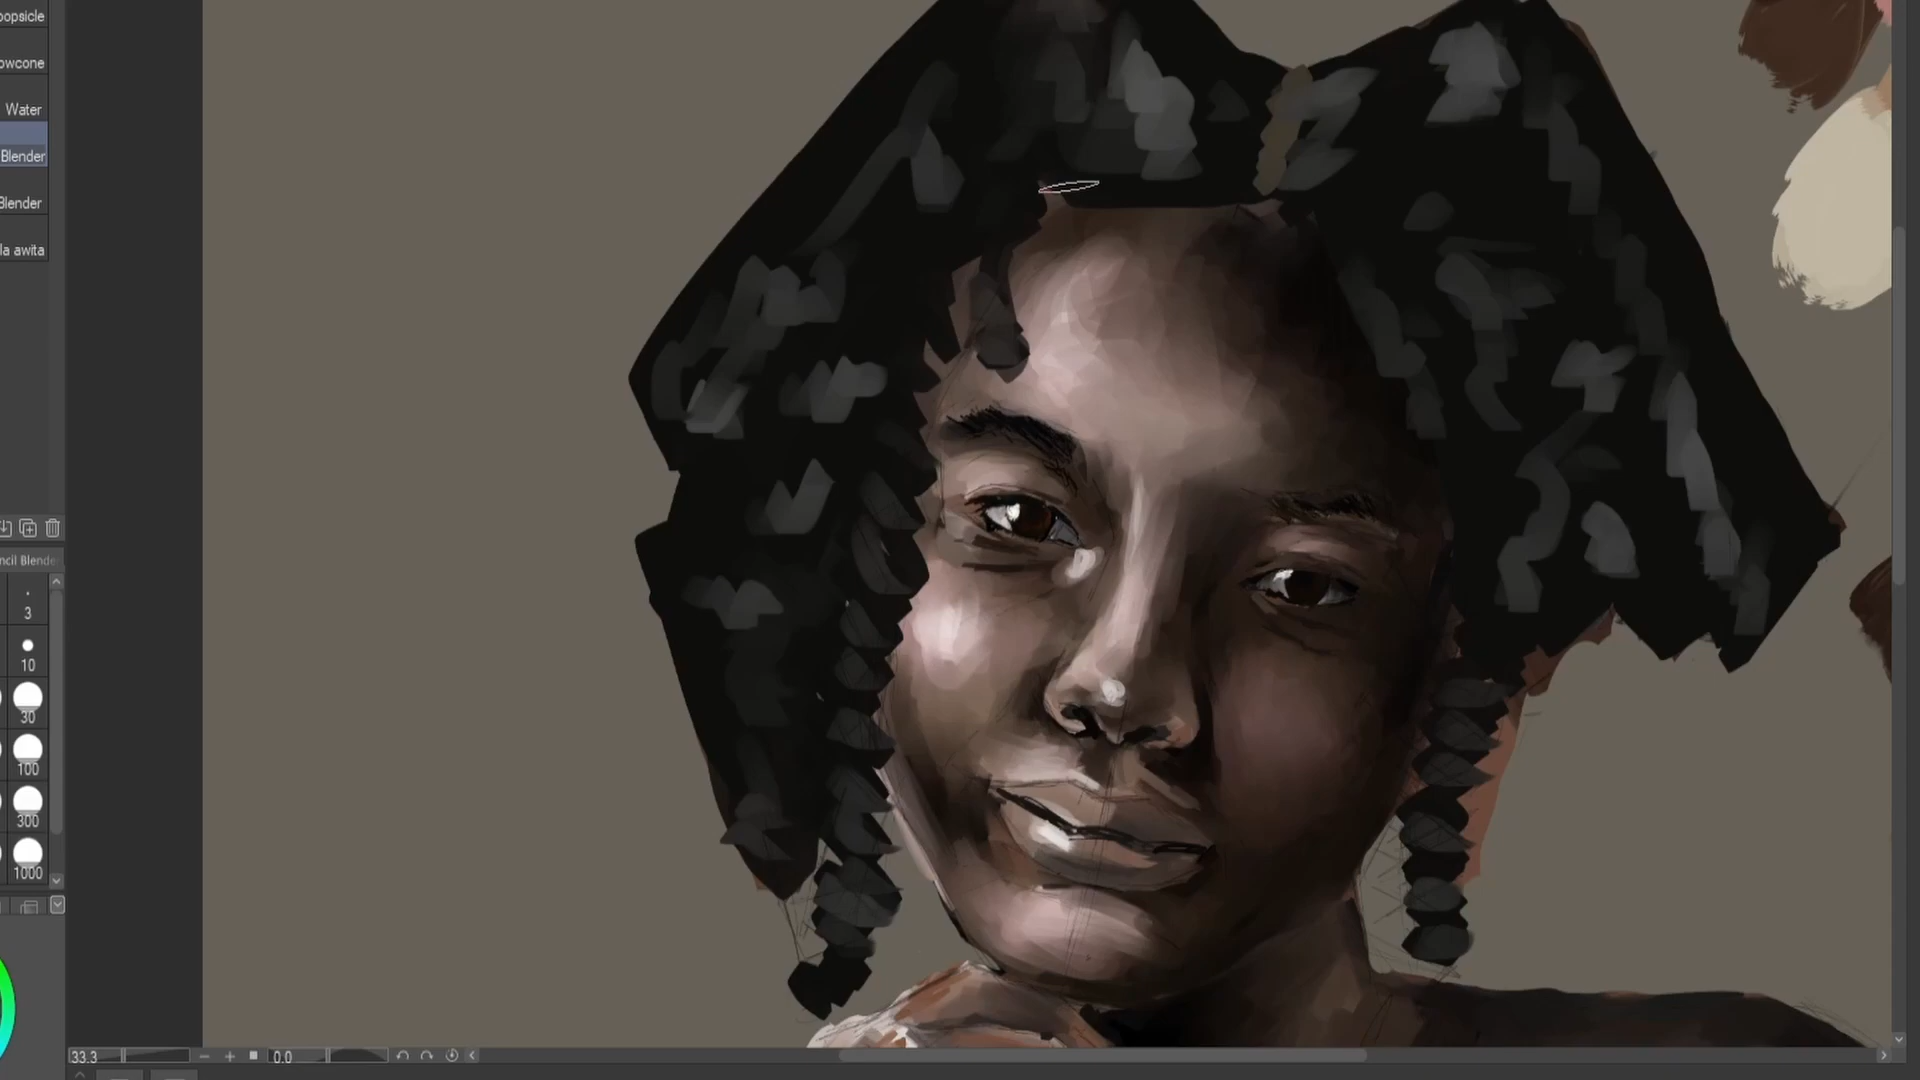 opsicle
owcone
Water
Blender
Blender
la awita
ncil Blende
3
10
30
100
300
1000
33.3
0.0